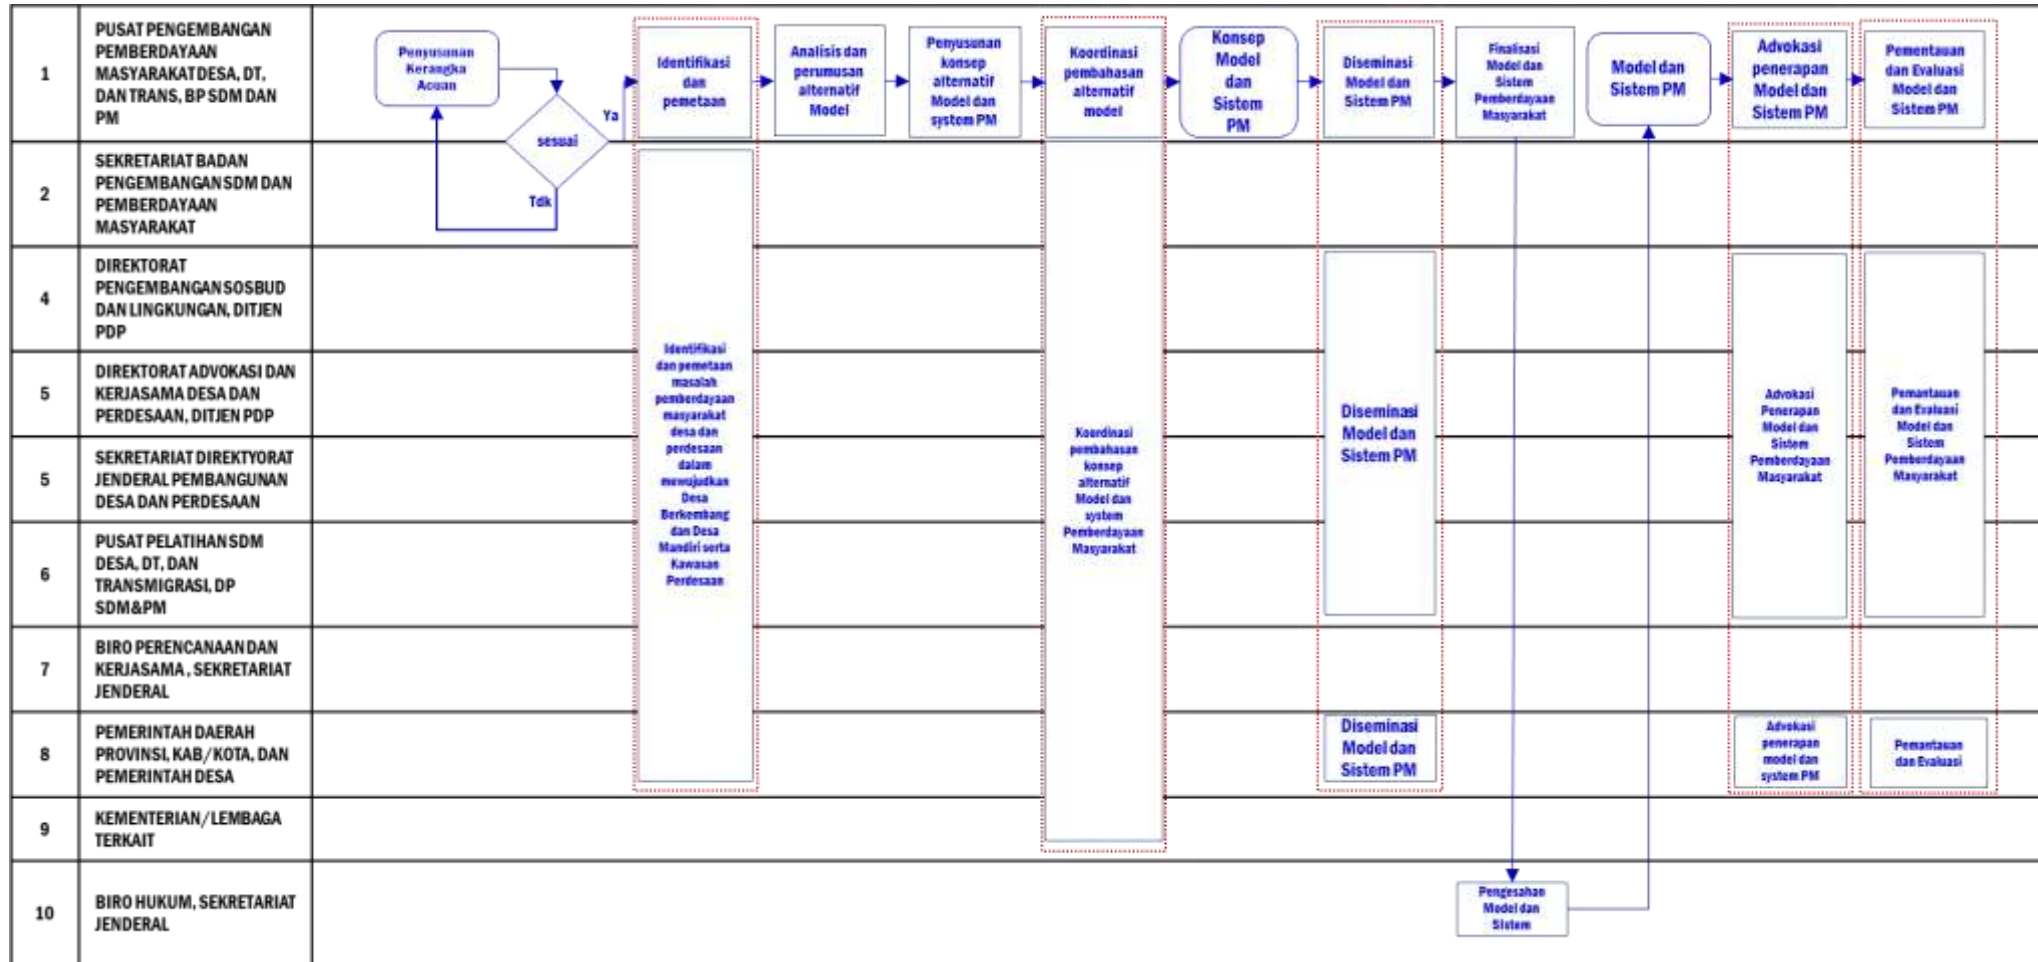 1
PUSAT PENGEMBANGAN
PEMBERDAYAAN
MASYARAKAT DESA, DT,
DAN TRANS, BP SDM DAN
PM
Penyusunan
Kerangka
Acuan
sesuai
Ya
Tdk
Identifikasi
dan
pemetaan
Analisis dan
perumusan
alternatif
Model
Penyusunan
konsep
alternatif
Model dan
system PM
Koordinasi
pembahasan
alternatif
model
Konsep
Model
dan
Sistem
PM
Diseminasi
Model dan
Sistem PM
Finalisasi
Model dan
Sistem
Pemberdayaan
Masyarakat
Model dan
Sistem PM
Advokasi
penerapan
Model dan
Sistem PM
Pementauan
dan Evaluasi
Model dan
Sistem PM
2
SEKRETARIAT BADAN
PENGEMBANGAN SDM DAN
PEMBERDAYAAN
MASYARAKAT
4
DIREKTORAT
PENGEMBANGAN SOSBUD
DAN LINGKUNGAN, DITJEN
PDP
5
DIREKTORAT ADVOKASI DAN
KERJASAMA DESA DAN
PERDESAAN, DITJEN PDP
5
SEKRETARIAT DIREKTYORAT
JENDERAL PEMBANGUNAN
DESA DAN PERDESAAN
6
PUSAT PELATIHAN SDM
DESA, DT, DAN
TRANSMIGRASI, DP
SDM&PM
7
BIRO PERENCANAAN DAN
KERJASAMA, SEKRETARIAT
JENDERAL
8
PEMERINTAH DAERAH
PROVINSI, KAB/KOTA, DAN
PEMERINTAH DESA
9
KEMENTERIAN/LEMBAGA
TERKAIT
10
BIRO HUKUM, SEKRETARIAT
JENDERAL
Identifikasi
dan pemetaan
masalah
pemberdayaan
masyarakat
desa dan
perdesaan
dalam
mewujudkan
Desa
Berkembang
dan Desa
Mandiri serta
Kawasan
Perdesaan
Koordinasi
pembahasan
konsep
alternatif
Model dan
system
Pemberdayaan
Masyarakat
Diseminasi
Model dan
Sistem PM
Advokasi
Penerapan
Model dan
Sistem
Pemberdayaan
Masyarakat
Pemantauan
dan Evaluasi
Model dan
Sistem
Pemberdayaan
Masyarakat
Diseminasi
Model dan
Sistem PM
Advokasi
penerapan
model dan
system PM
Pemantauan
dan Evaluasi
Pengesahan
Model dan
Sistem